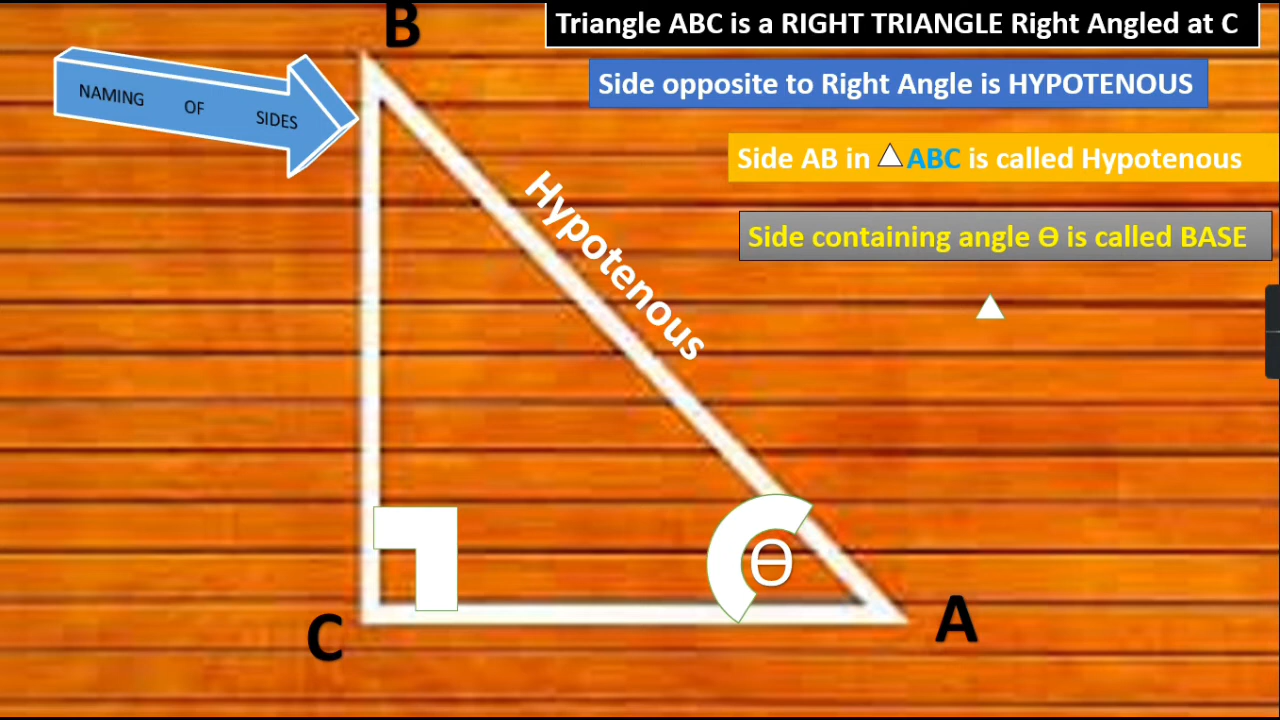 B
Triangle ABC is a RIGHT TRIANGLE Right Angled at C
NAMING OF SIDES
Side opposite to Right Angle is HYPOTENOUS
Side AB in △ ABC is called Hypotenous
Side containing angle ϴ is called BASE
Hypotenous
ϴ
C
A